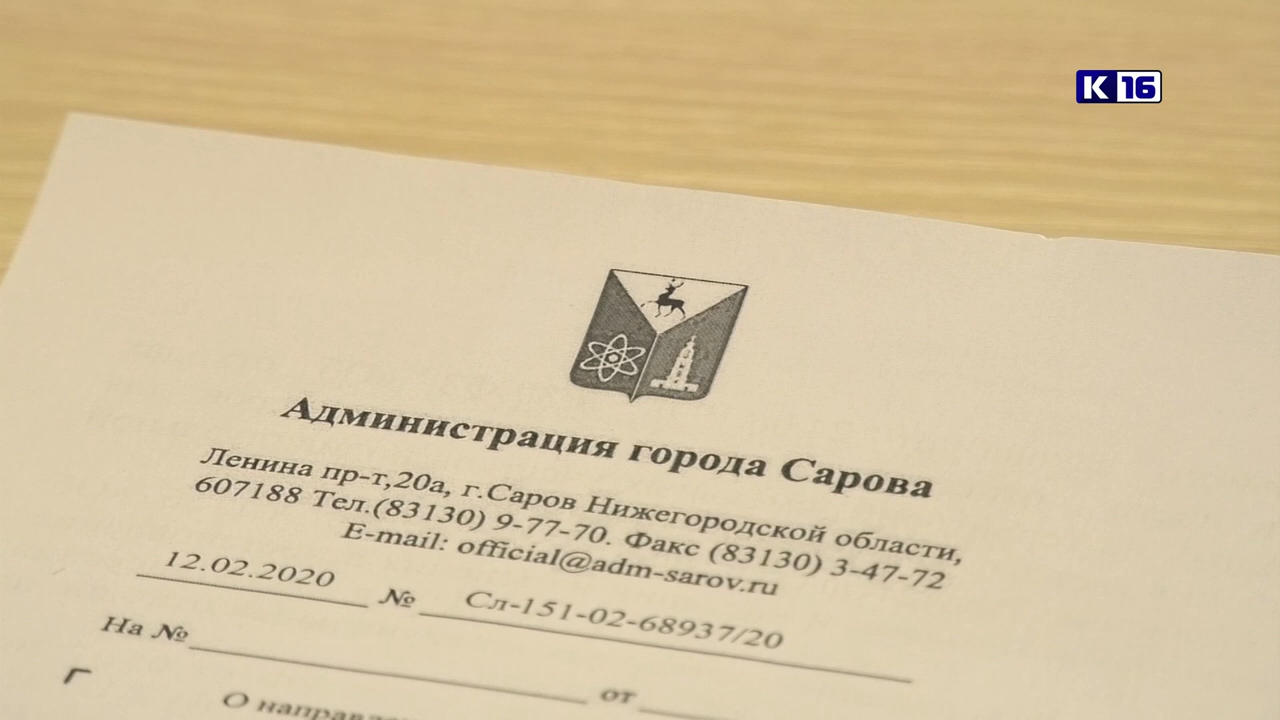 К 16
Администрация города Сарова
Ленина пр-т,20а, г.Саров Нижегородской области,
607188 Тел.(83130) 9-77-70. Факс (83130) 3-47-72
E-mail: official@adm-sarov.ru
12.02.2020 № Сл-151-02-68937/20
На № от
О